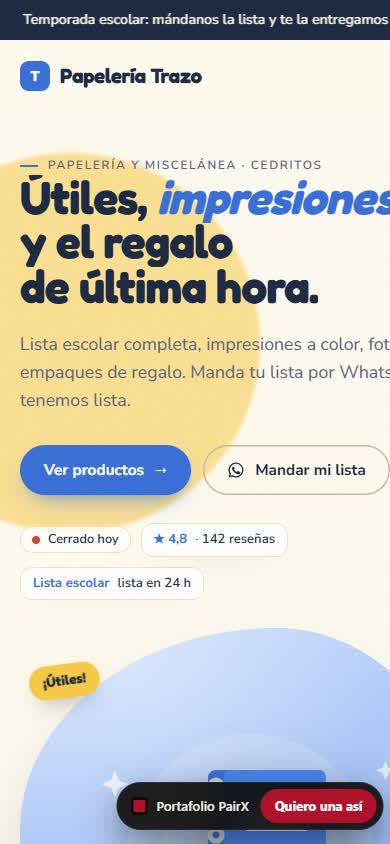 Temporada escolar: mándanos la lista y te la entregamos
T Papelería Trazo
PAPELERÍA Y MISCELÁNEA · CEDRITOS
Útiles, impresiones
y el regalo
de última hora.
Lista escolar completa, impresiones a color,
empaques de regalo. Manda tu lista por
tenemos lista.
Ver productos →
Mandar mi lista
Cerrado hoy
★ 4,8 · 142 reseñas
Lista escolar lista en 24 h
¡Útiles!
Portafolio PairX
Quiero una así